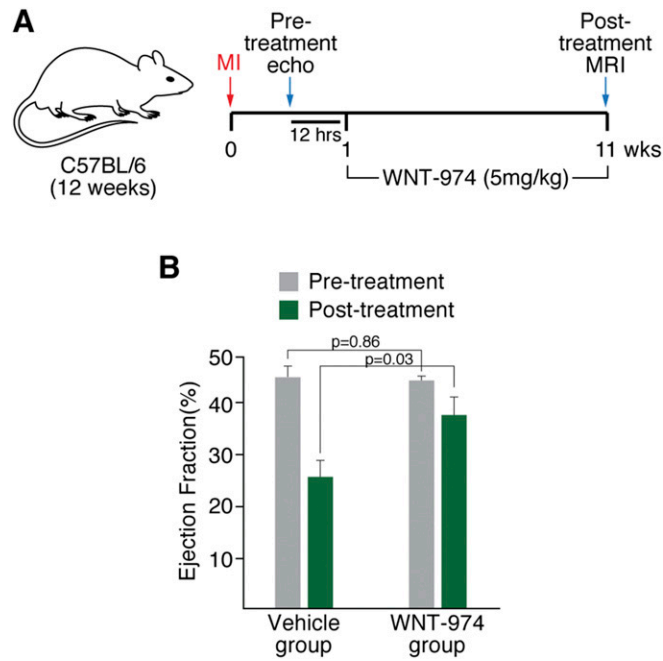 A
MI
Pre-
treatment
echo
Post-
treatment
MRI
12 hrs
0
1
11 wks
C57BL/6
(12 weeks)
WNT-974 (5mg/kg)
B
Pre-treatment
Post-treatment
p=0.86
p=0.03
Ejection Fraction(%)
50
40
30
20
10
Vehicle
group
WNT-974
group